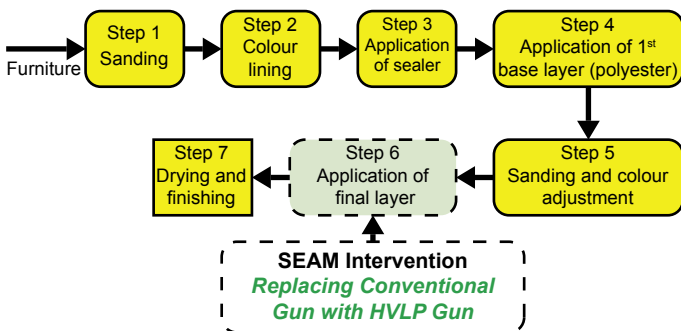 Furniture
Step 1
Sanding
Step 2
Colour
lining
Step 3
Application
of sealer
Step 4
Application of 1st
base layer (polyester)
Step 5
Sanding and colour
adjustment
Step 6
Application of
final layer
Step 7
Drying and
finishing
SEAM Intervention
Replacing Conventional
Gun with HVLP Gun